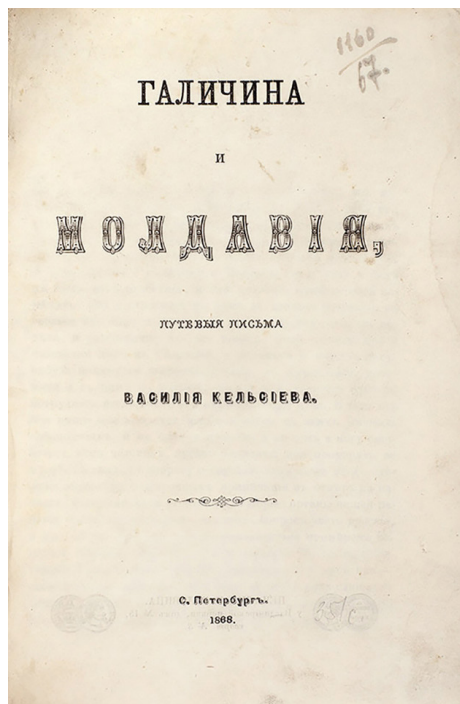 1160
67.
ГАЛИЧИНА
И
МОЛДАВІЯ,
ПУТЕВЫЯ ПИСЬМА
ВАСИЛІЯ КЕЛЬСІЕВА.
С. Петербургъ.
1868.